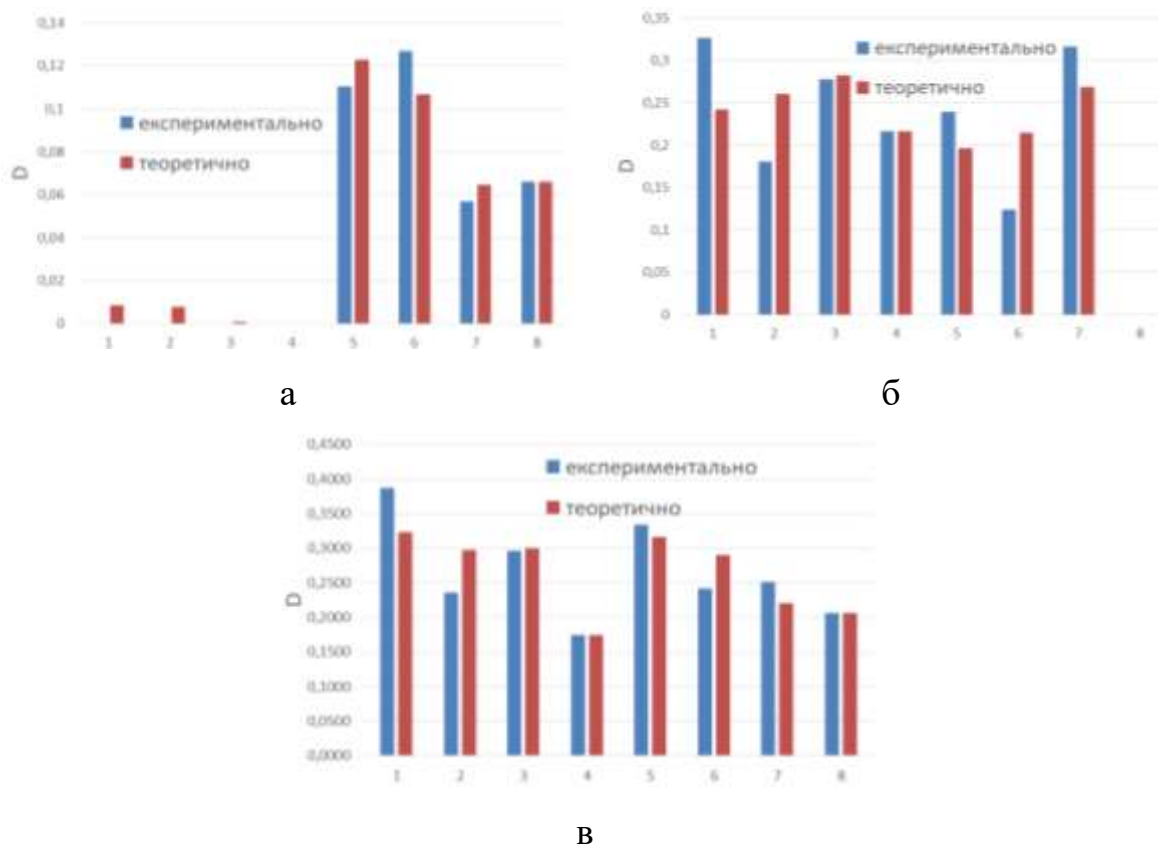 0,14
0,12
0,1
0,08
0,06
0,04
0,02
0
D
експериментально
теоретично
1 2 3 4 5 6 7 8
а
0,35
0,3
0,25
0,2
0,15
0,1
0,05
0
D
експериментально
теоретично
1 2 3 4 5 6 7 8
б
0,4500
0,4000
0,3500
0,3000
0,2500
0,2000
0,1500
0,1000
0,0500
0,0000
D
експериментально
теоретично
1 2 3 4 5 6 7 8
в